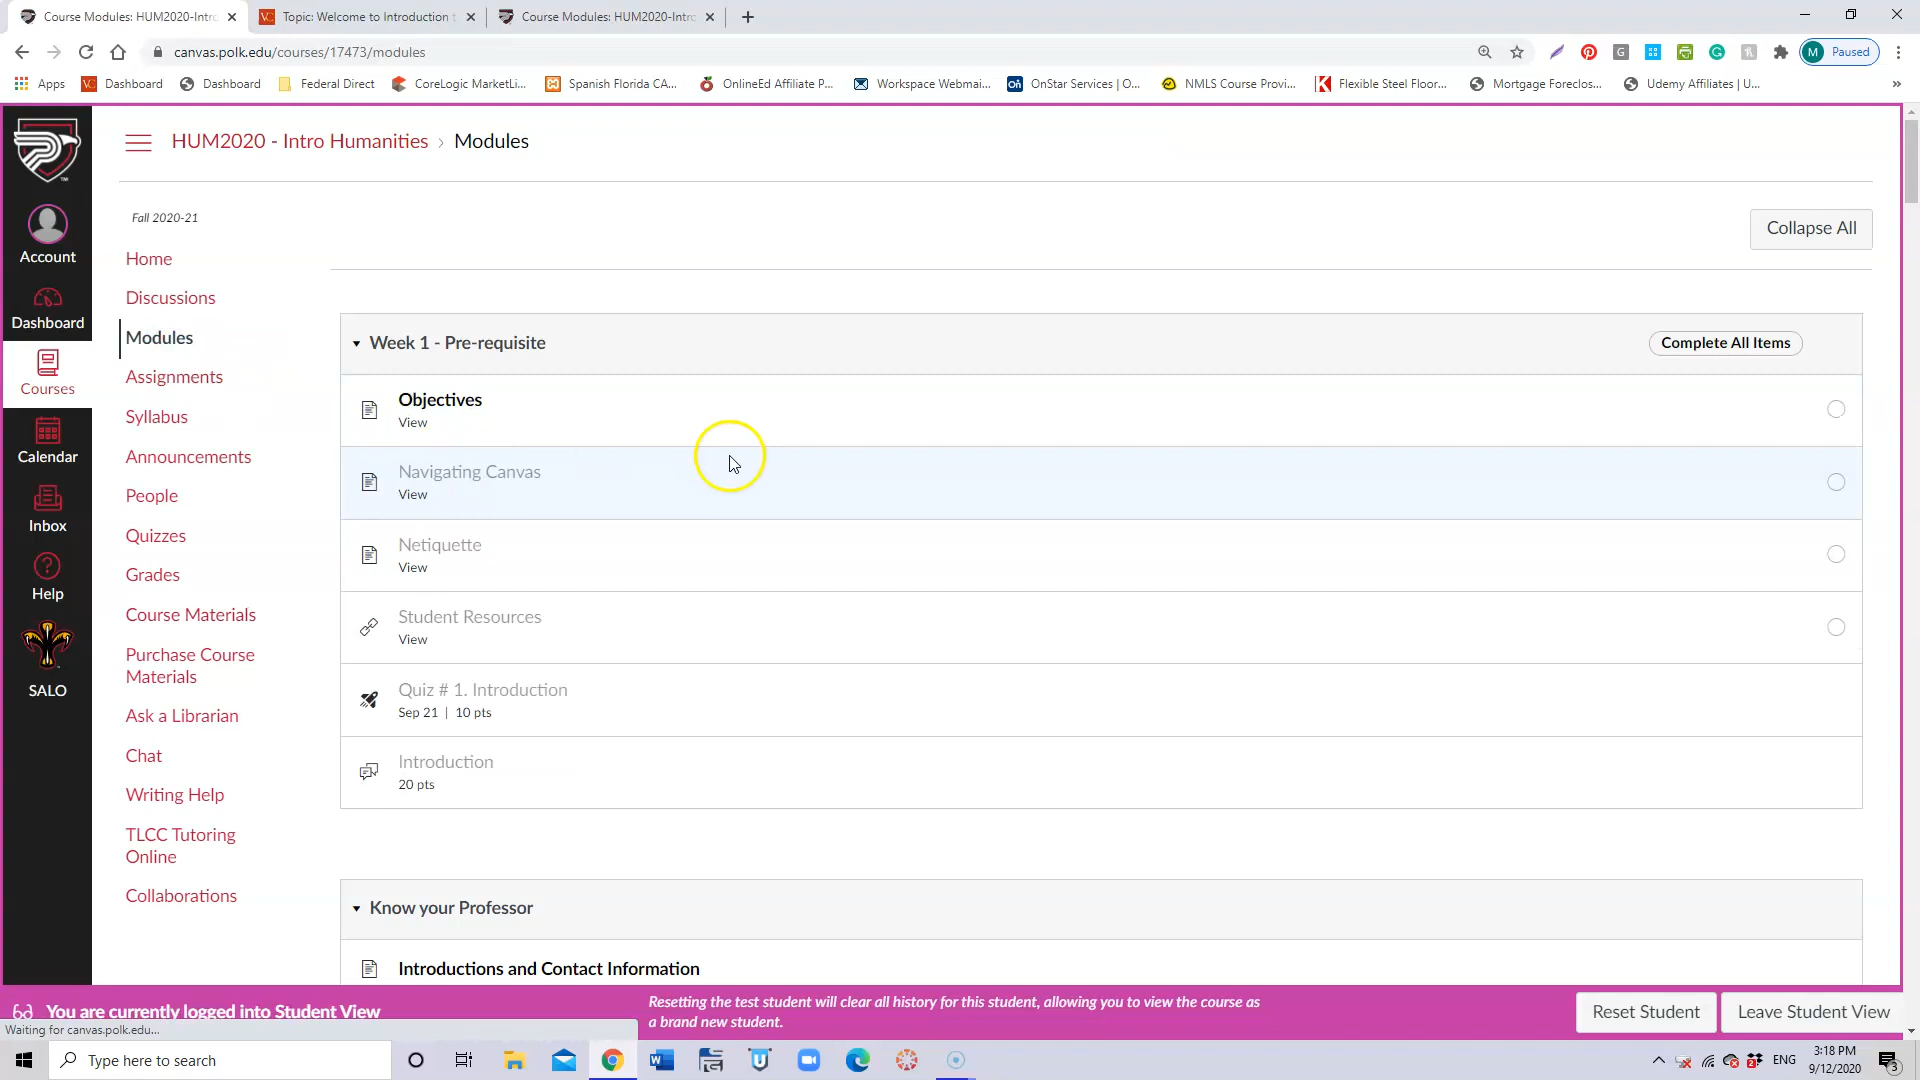 Course Modules: HUM2020-Intro
Topic: Welcome to Introduction t
Course Modules: HUM2020-Intro
canvas.polk.edu/courses/17473/modules
M Paused
Apps
VC Dashboard
Dashboard
Federal Direct
CoreLogic MarketLi...
Spanish Florida CA...
OnlineEd Affiliate P...
Workspace Webmai...
OnStar Services | O...
NMLS Course Provi...
Flexible Steel Floor...
Mortgage Foreclos...
Udemy Affiliates | U...
»
HUM2020 - Intro Humanities › Modules
Fall 2020-21
Collapse All
Account
Dashboard
Courses
Calendar
Inbox
Help
SALO
Home
Discussions
Modules
Assignments
Syllabus
Announcements
People
Quizzes
Grades
Course Materials
Purchase Course
Materials
Ask a Librarian
Chat
Writing Help
TLCC Tutoring
Online
Collaborations
Week 1 - Pre-requisite
Complete All Items
Objectives
View
Navigating Canvas
View
Netiquette
View
Student Resources
View
Quiz # 1. Introduction
Sep 21 | 10 pts
Introduction
20 pts
Know your Professor
Introductions and Contact Information
You are currently logged into Student View
Resetting the test student will clear all history for this student, allowing you to view the course as
a brand new student.
Reset Student
Leave Student View
Waiting for canvas.polk.edu...
Type here to search
ENG
3:18 PM
9/12/2020
3